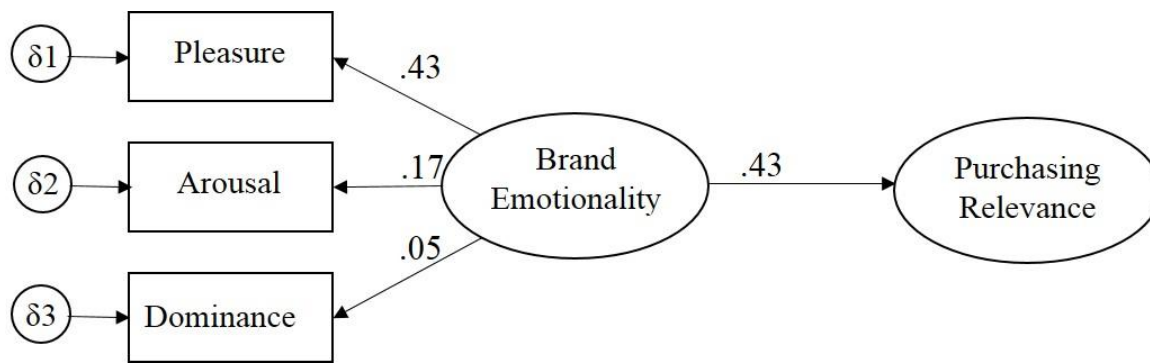 δ1
Pleasure
.43
δ2
Arousal
.17
Brand
Emotionality
.43
Purchasing
Relevance
.05
δ3
Dominance